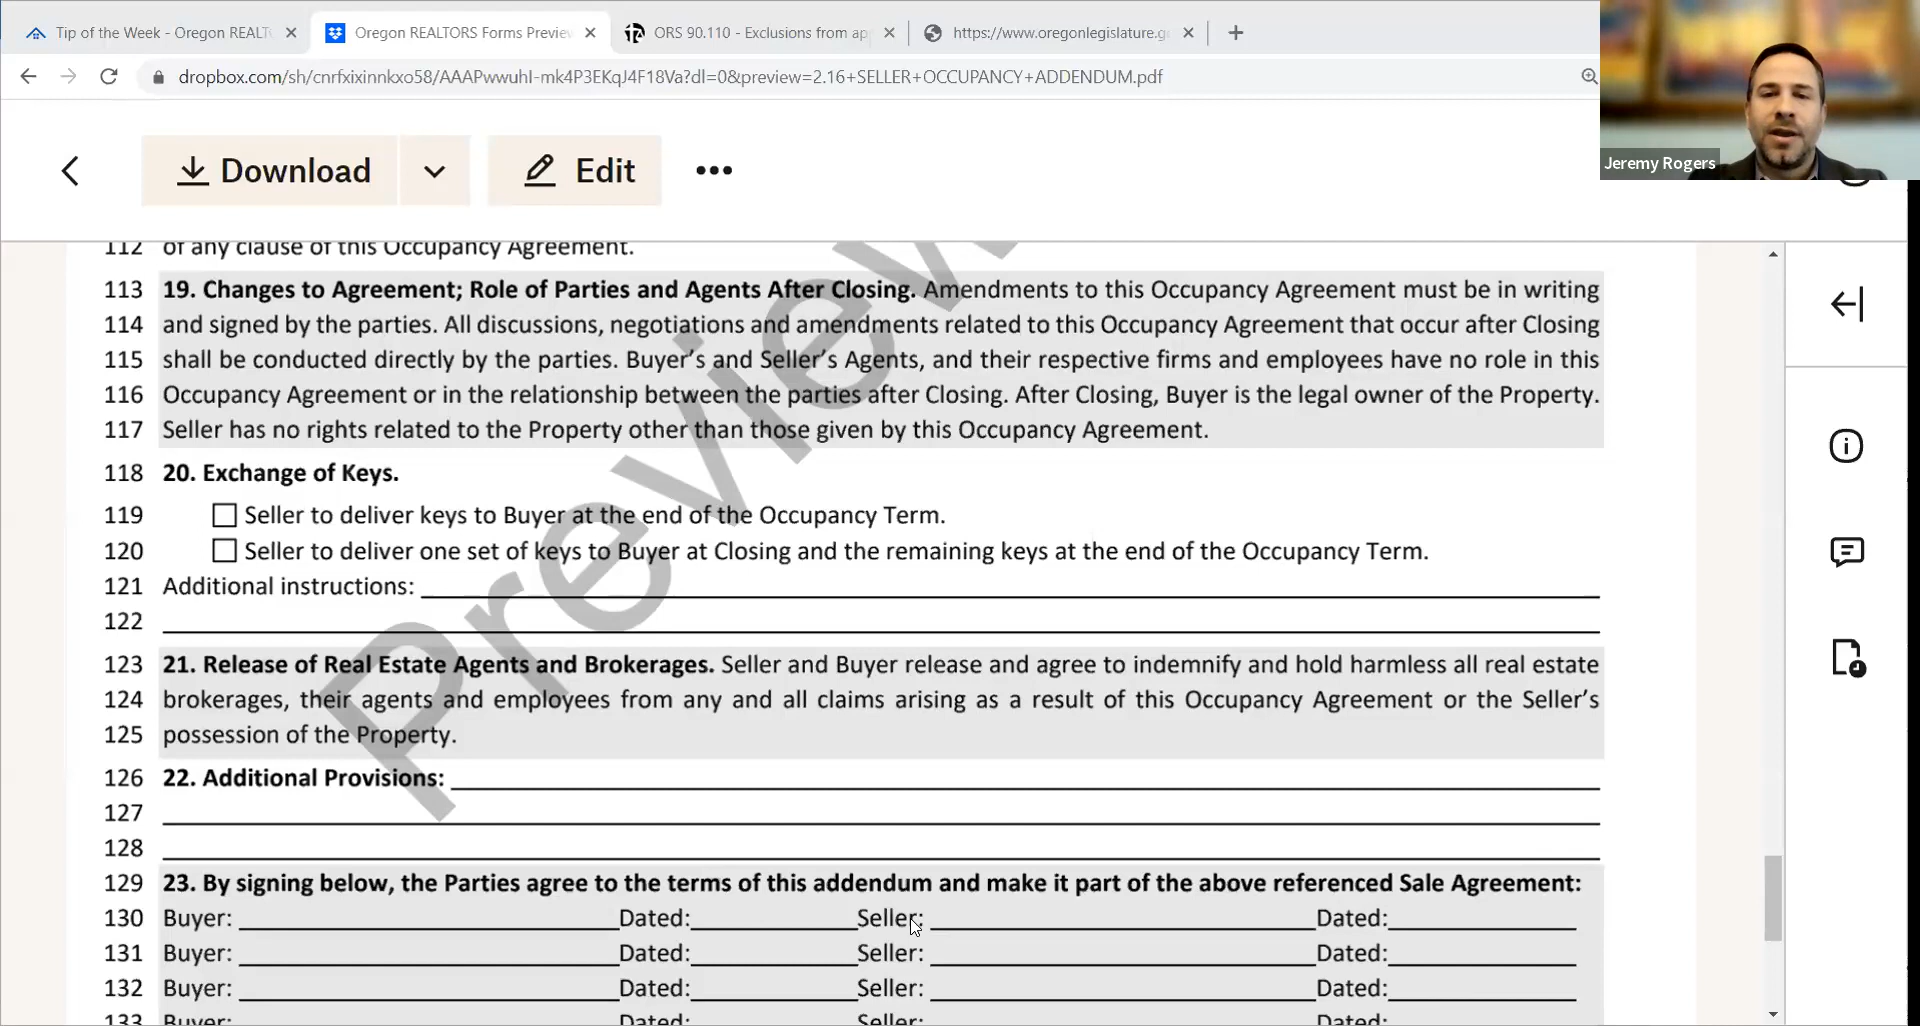 Tip of the Week - Oregon REALT
Oregon REALTORS Forms Preview
ORS 90.110 - Exclusions from ap
https://www.oregonlegislature.g
dropbox.com/sh/cnrfxixinnkxo58/AAAPwwuhI-mk4P3EKqJ4F18Va?dl=0&preview=2.16+SELLER+OCCUPANCY+ADDENDUM.pdf
Jeremy Rogers
Download
Edit
Preview
112 of any clause of this Occupancy Agreement.
113 19. Changes to Agreement; Role of Parties and Agents After Closing. Amendments to this Occupancy Agreement must be in writing
114 and signed by the parties. All discussions, negotiations and amendments related to this Occupancy Agreement that occur after Closing
115 shall be conducted directly by the parties. Buyer's and Seller's Agents, and their respective firms and employees have no role in this
116 Occupancy Agreement or in the relationship between the parties after Closing. After Closing, Buyer is the legal owner of the Property.
117 Seller has no rights related to the Property other than those given by this Occupancy Agreement.
118 20. Exchange of Keys.
119 Seller to deliver keys to Buyer at the end of the Occupancy Term.
120 Seller to deliver one set of keys to Buyer at Closing and the remaining keys at the end of the Occupancy Term.
121 Additional instructions:
122
123 21. Release of Real Estate Agents and Brokerages. Seller and Buyer release and agree to indemnify and hold harmless all real estate
124 brokerages, their agents and employees from any and all claims arising as a result of this Occupancy Agreement or the Seller's
125 possession of the Property.
126 22. Additional Provisions:
127
128
129 23. By signing below, the Parties agree to the terms of this addendum and make it part of the above referenced Sale Agreement:
130 Buyer: Dated: Seller: Dated:
131 Buyer: Dated: Seller: Dated:
132 Buyer: Dated: Seller: Dated:
133 Buyer: Dated: Seller: Dated: